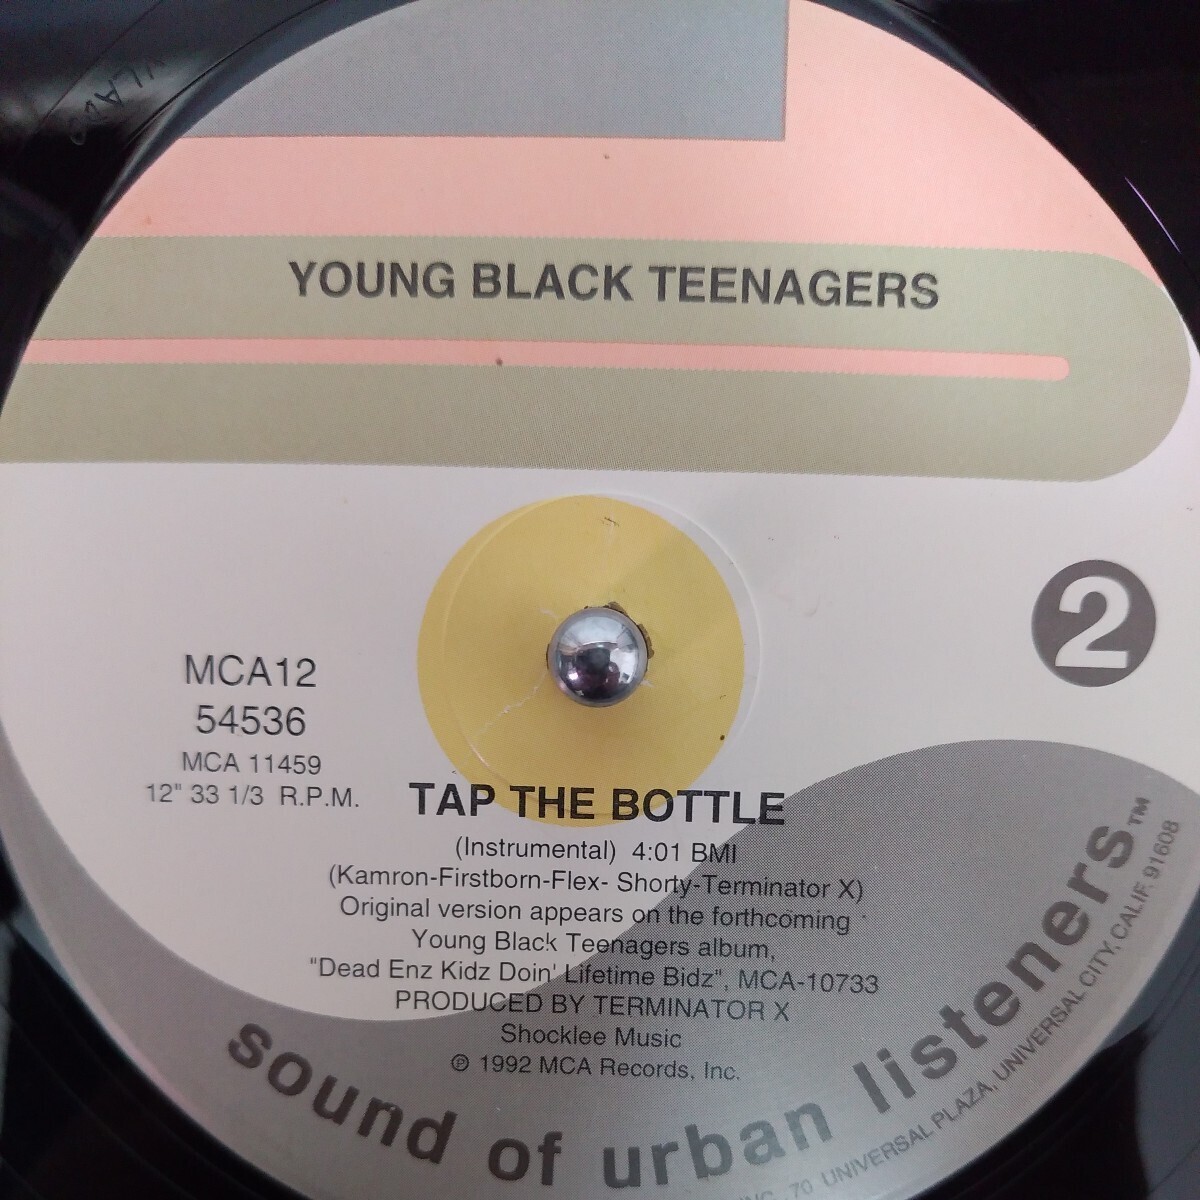 YOUNG BLACK TEENAGERS
2
MCA12
54536
MCA 11459
12" 33 1/3 R.P.M.
TAP THE BOTTLE
(Instrumental) 4:01 BMI
(Kamron-Firstborn-Flex- Shorty-Terminator X)
Original version appears on the forthcoming
Young Black Teenagers album,
"Dead Enz Kidz Doin' Lifetime Bidz", MCA-10733
PRODUCED BY TERMINATOR X
Shocklee Music
℗ 1992 MCA Records, Inc.
sound of urban listeners™
70 UNIVERSAL PLAZA, UNIVERSAL CITY, CALIF. 91608